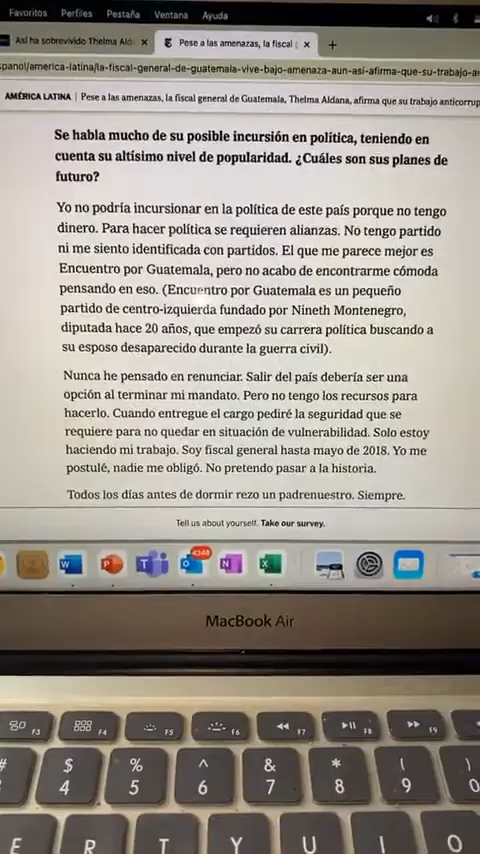 Favoritos Perfiles Pestaña Ventana Ayuda
Así ha sobrevivido Thelma Ald
Pese a las amenazas, la fiscal g
spanol/america-latina/la-fiscal-general-de-guatemala-vive-bajo-amenaza-aun-asi-afirma-que-su-trabajo-a
AMÉRICA LATINA | Pese a las amenazas, la fiscal general de Guatemala, Thelma Aldana, afirma que su trabajo anticorrup
Se habla mucho de su posible incursión en política, teniendo en
cuenta su altísimo nivel de popularidad. ¿Cuáles son sus planes de
futuro?
Yo no podría incursionar en la política de este país porque no tengo
dinero. Para hacer política se requieren alianzas. No tengo partido
ni me siento identificada con partidos. El que me parece mejor es
Encuentro por Guatemala, pero no acabo de encontrarme cómoda
pensando en eso. (Encuentro por Guatemala es un pequeño
partido de centro-izquierda fundado por Nineth Montenegro,
diputada hace 20 años, que empezó su carrera política buscando a
su esposo desaparecido durante la guerra civil).
Nunca he pensado en renunciar. Salir del país debería ser una
opción al terminar mi mandato. Pero no tengo los recursos para
hacerlo. Cuando entregue el cargo pediré la seguridad que se
requiere para no quedar en situación de vulnerabilidad. Solo estoy
haciendo mi trabajo. Soy fiscal general hasta mayo de 2018. Yo me
postulé, nadie me obligó. No pretendo pasar a la historia.
Todos los días antes de dormir rezo un padrenuestro. Siempre.
Tell us about yourself. Take our survey.
4348
W P T O N X
MacBook Air
F3 F4 F5 F6 F7 F8 F9
# $ % ^ & * ( )
4 5 6 7 8 9 0
E R T Y U I O